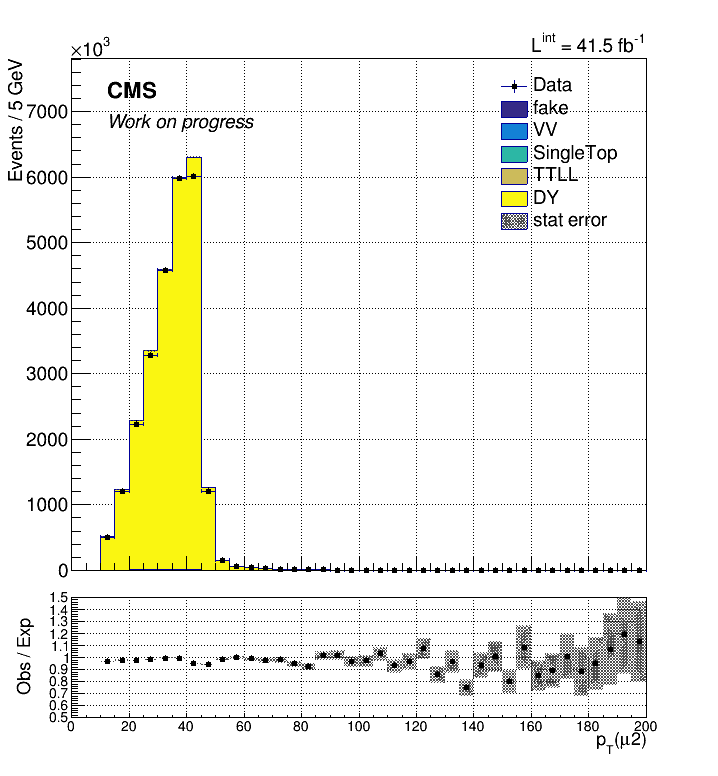 ×10³
L^int = 41.5 fb⁻¹
Events / 5 GeV
CMS
Work on progress
Data
fake
VV
SingleTop
TTLL
DY
stat error
7000
6000
5000
4000
3000
2000
1000
0
Obs / Exp
1.5
1.4
1.3
1.2
1.1
1
0.9
0.8
0.7
0.6
0.5
0 20 40 60 80 100 120 140 160 180 200
p_T(μ2)